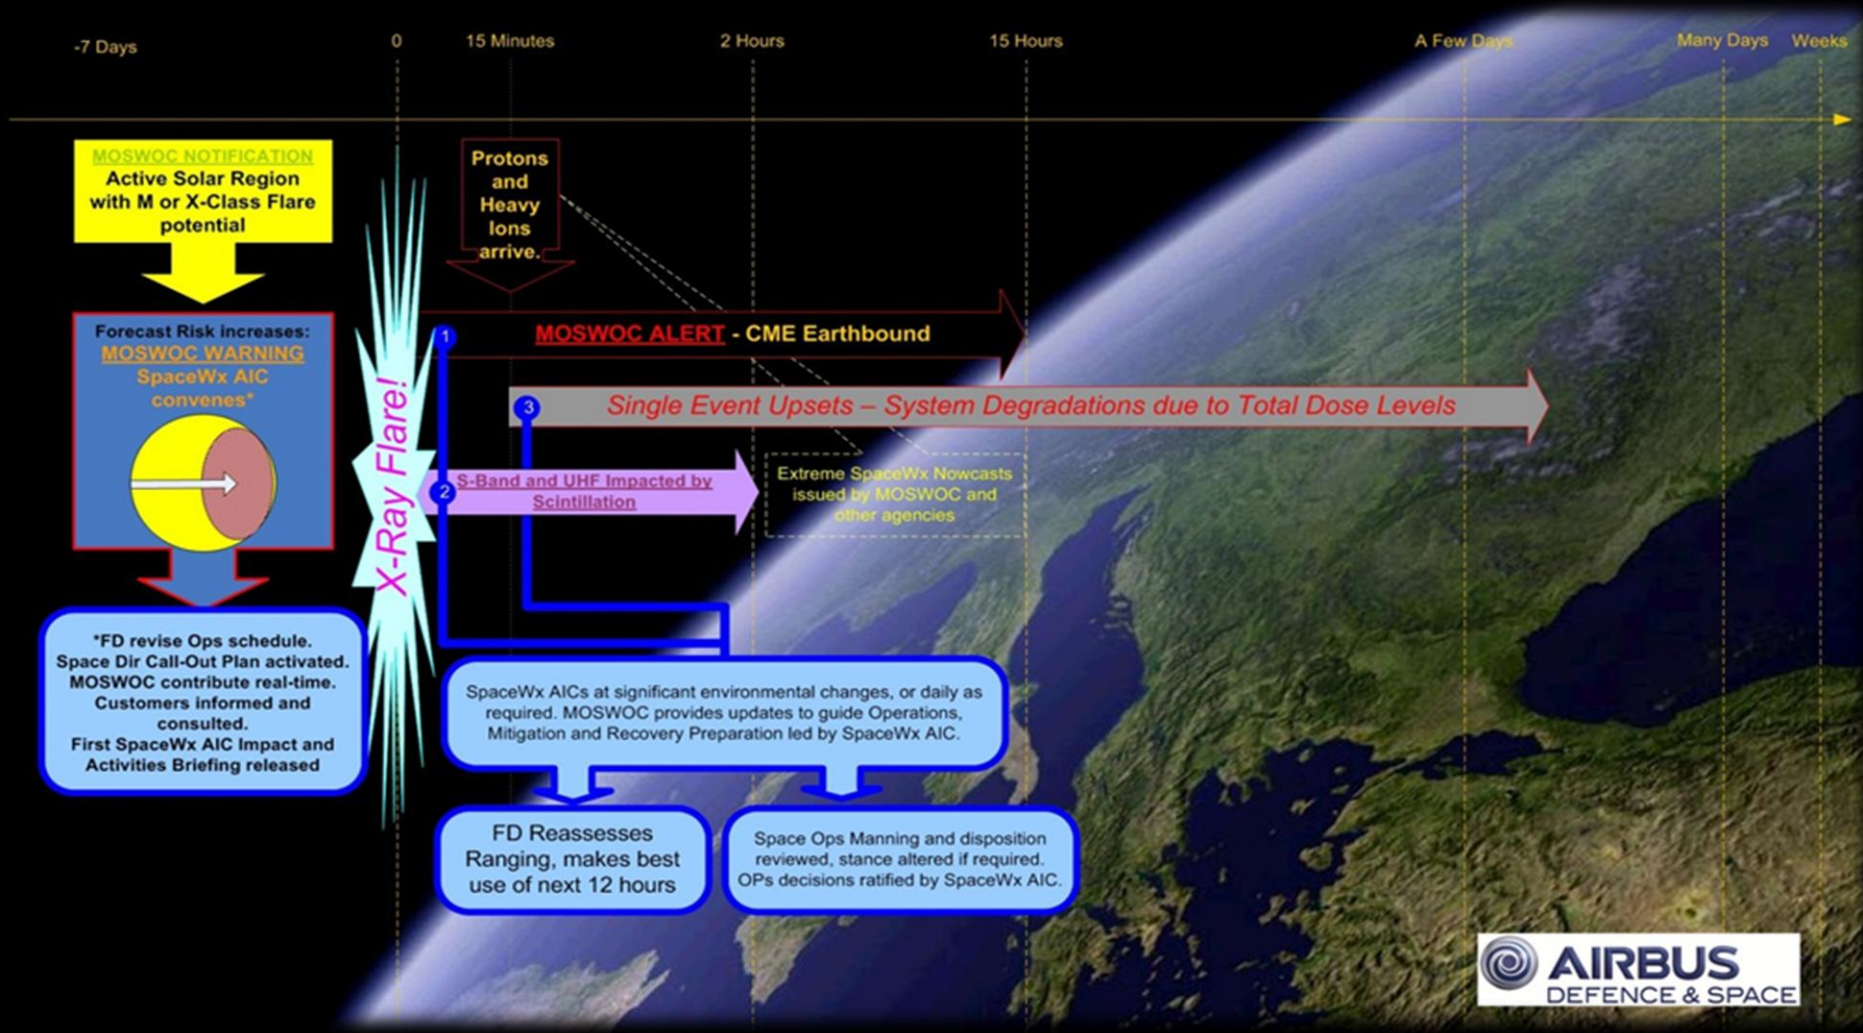 -7 Days
0
15 Minutes
2 Hours
15 Hours
A Few Days
Many Days
Weeks
MOSWOC NOTIFICATION
Active Solar Region
with M or X-Class Flare
potential
Forecast Risk increases:
MOSWOC WARNING
SpaceWx AIC
convenes*
*FD revise Ops schedule.
Space Dir Call-Out Plan activated.
MOSWOC contribute real-time.
Customers informed and
consulted.
First SpaceWx AIC Impact and
Activities Briefing released
X-Ray Flare!
Protons
and
Heavy
Ions
arrive.
1
MOSWOC ALERT - CME Earthbound
3
Single Event Upsets – System Degradations due to Total Dose Levels
2
S-Band and UHF Impacted by
Scintillation
Extreme SpaceWx Nowcasts
issued by MOSWOC and
other agencies
SpaceWx AICs at significant environmental changes, or daily as
required. MOSWOC provides updates to guide Operations,
Mitigation and Recovery Preparation led by SpaceWx AIC.
FD Reassesses
Ranging, makes best
use of next 12 hours
Space Ops Manning and disposition
reviewed, stance altered if required.
OPs decisions ratified by SpaceWx AIC.
AIRBUS
DEFENCE & SPACE